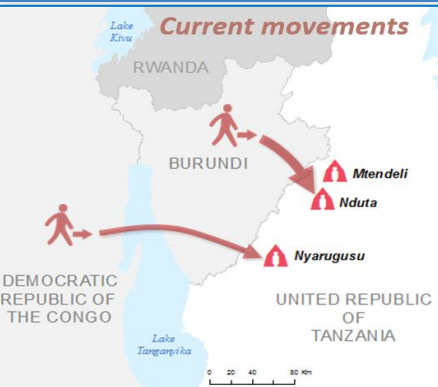 Current movements
Lake
Kivu
RWANDA
BURUNDI
Mtendeli
Nduta
Nyarugusu
DEMOCRATIC
REPUBLIC OF
THE CONGO
UNITED REPUBLIC
OF
TANZANIA
Lake
Tanganyika
0 20 40 80 Km